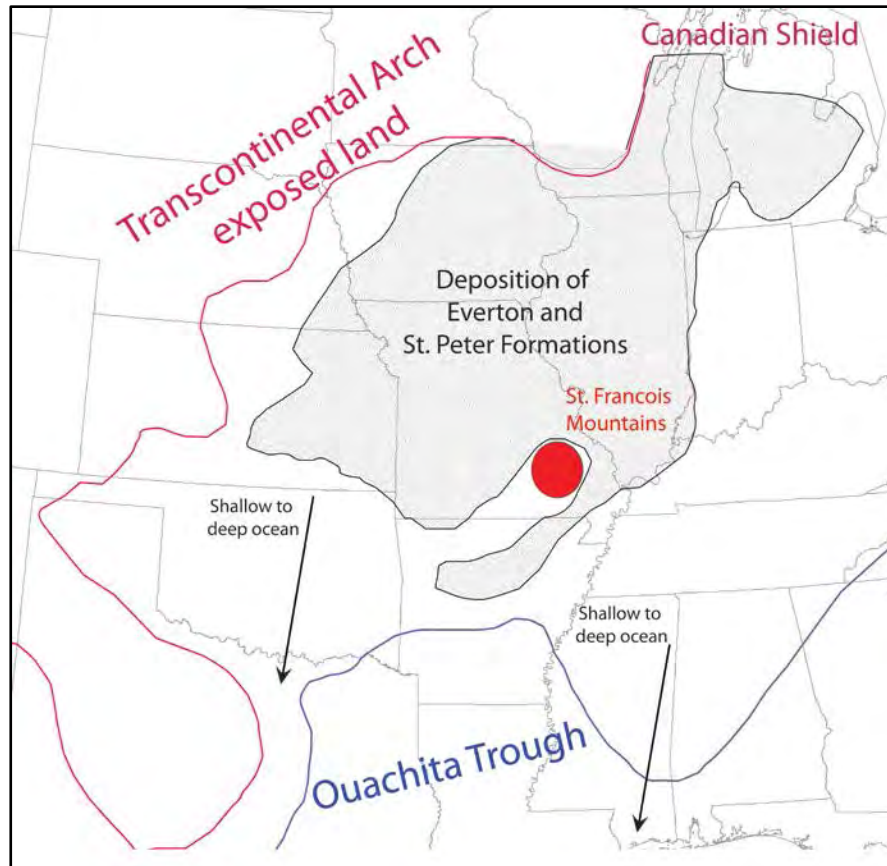 Canadian Shield
Transcontinental Arch
exposed land
Deposition of
Everton and
St. Peter Formations
St. Francois
Mountains
Shallow to
deep ocean
Shallow to
deep ocean
Ouachita Trough